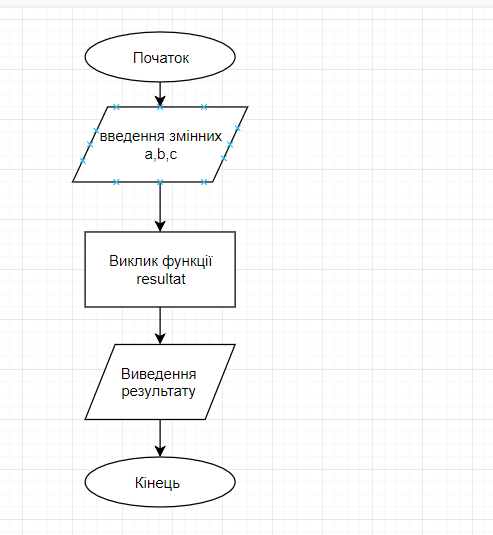 Початок
введення змінних
a,b,c
Виклик функції
resultat
Виведення
результату
Кінець